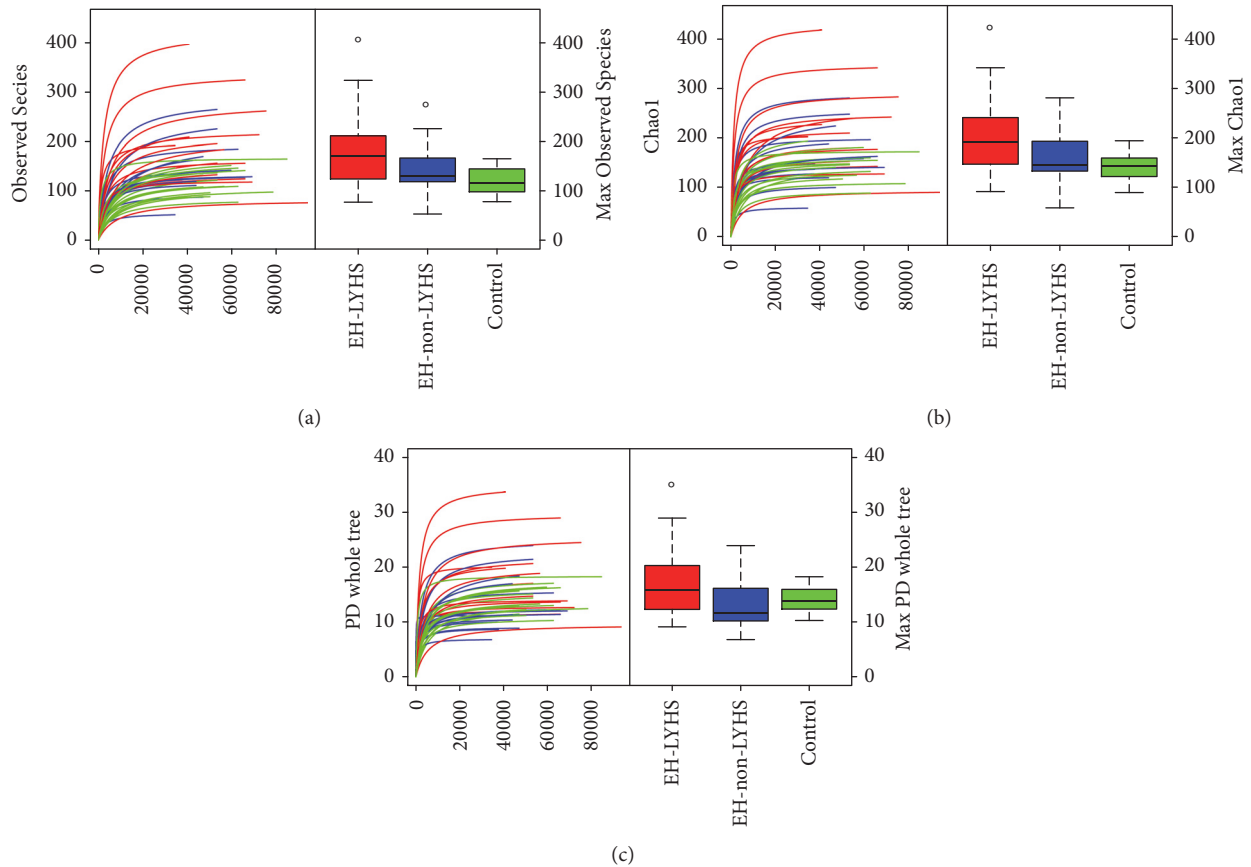 Observed Secies
400
300
200
100
0
0
20000
40000
60000
80000
EH-LYHS
EH-non-LYHS
Control
400
300
200
100
0
Max Observed Species
(a)
Chao1
400
300
200
100
0
0
20000
40000
60000
80000
EH-LYHS
EH-non-LYHS
Control
400
300
200
100
0
Max Chao1
(b)
PD whole tree
40
30
20
10
0
0
20000
40000
60000
80000
EH-LYHS
EH-non-LYHS
Control
40
30
20
10
0
Max PD whole tree
(c)